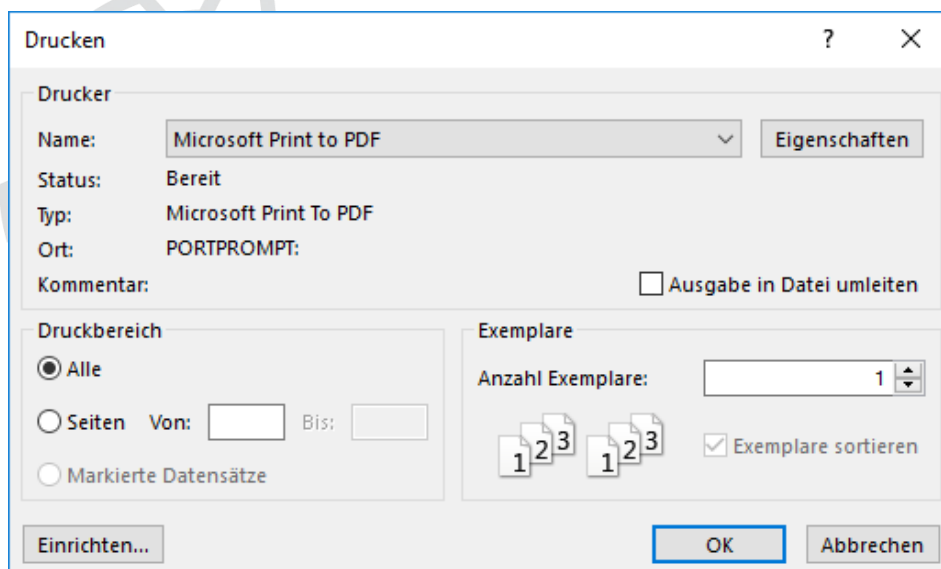 Drucken ?
Drucker
Name: Microsoft Print to PDF Eigenschaften
Status: Bereit
Typ: Microsoft Print To PDF
Ort: PORTPROMPT:
Kommentar: Ausgabe in Datei umleiten
Druckbereich
Alle
Seiten Von: Bis:
Markierte Datensätze
Exemplare
Anzahl Exemplare: 1
1 2 3 1 2 3
Exemplare sortieren
Einrichten... OK Abbrechen